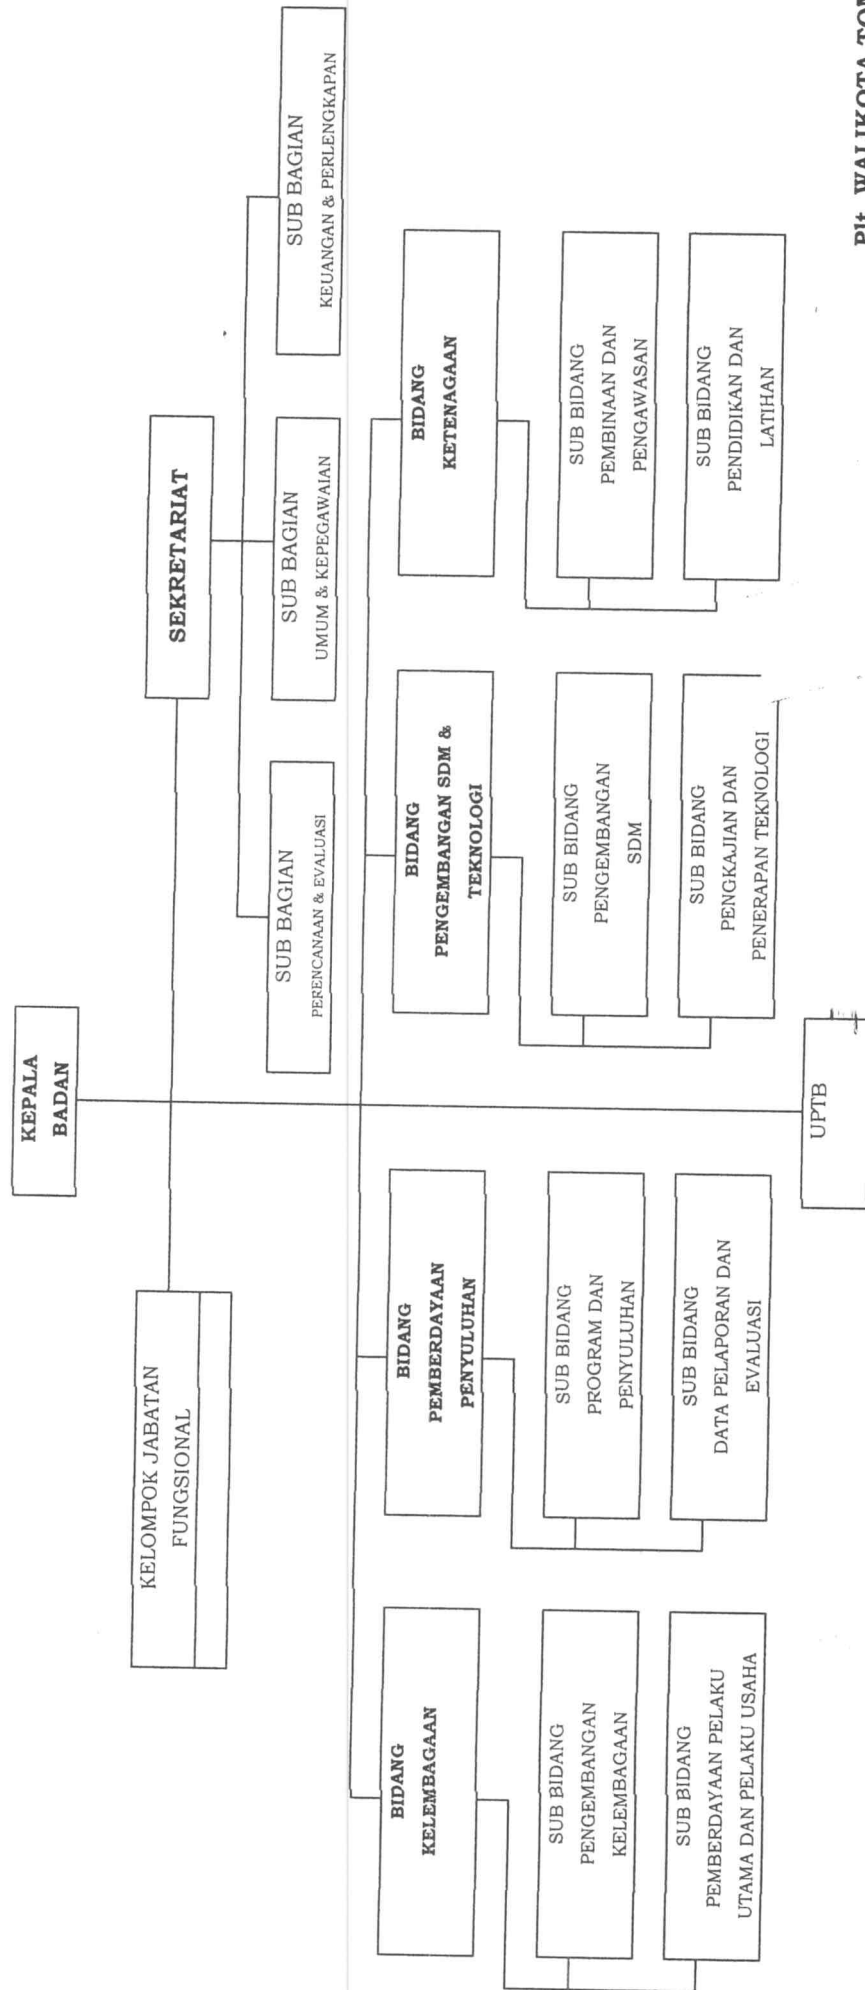 KEPALA
BADAN
KELOMPOK JABATAN
FUNGSIONAL
SEKRETARIAT
SUB BAGIAN
PERENCANAAN & EVALUASI
SUB BAGIAN
UMUM & KEPEGAWAIAN
SUB BAGIAN
KEUANGAN & PERLENGKAPAN
BIDANG
KELEMBAGAAN
BIDANG
PEMBERDAYAAN
PENYULUHAN
BIDANG
PENGEMBANGAN SDM &
TEKNOLOGI
BIDANG
KETENAGAAN
SUB BIDANG
PENGEMBANGAN
KELEMBAGAAN
SUB BIDANG
PROGRAM DAN
PENYULUHAN
SUB BIDANG
PENGEMBANGAN
SDM
SUB BIDANG
PEMBINAAN DAN
PENGAWASAN
SUB BIDANG
PEMBERDAYAAN PELAKU
UTAMA DAN PELAKU USAHA
SUB BIDANG
DATA PELAPORAN DAN
EVALUASI
SUB BIDANG
PENGKAJIAN DAN
PENERAPAN TEKNOLOGI
SUB BIDANG
PENDIDIKAN DAN
LATIHAN
UPTB
Plt. WALIKOTA